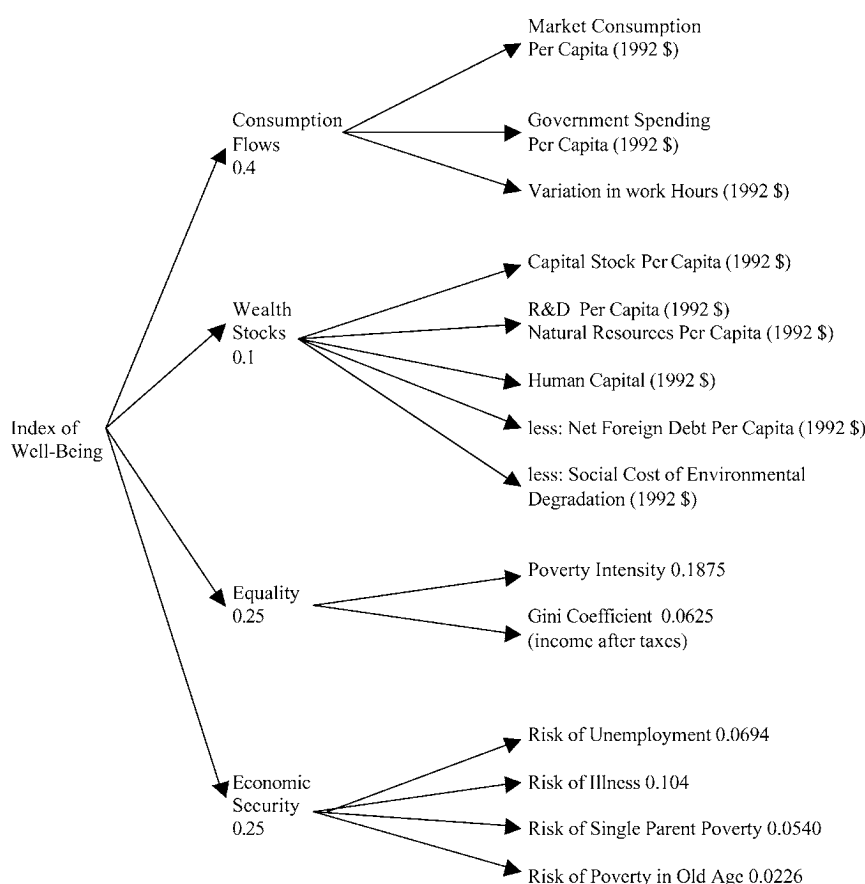 Index of
Well-Being
Consumption
Flows
0.4
Market Consumption
Per Capita (1992 $)
Government Spending
Per Capita (1992 $)
Variation in work Hours (1992 $)
Wealth
Stocks
0.1
Capital Stock Per Capita (1992 $)
R&D Per Capita (1992 $)
Natural Resources Per Capita (1992 $)
Human Capital (1992 $)
less: Net Foreign Debt Per Capita (1992 $)
less: Social Cost of Environmental
Degradation (1992 $)
Equality
0.25
Poverty Intensity 0.1875
Gini Coefficient 0.0625
(income after taxes)
Economic
Security
0.25
Risk of Unemployment 0.0694
Risk of Illness 0.104
Risk of Single Parent Poverty 0.0540
Risk of Poverty in Old Age 0.0226